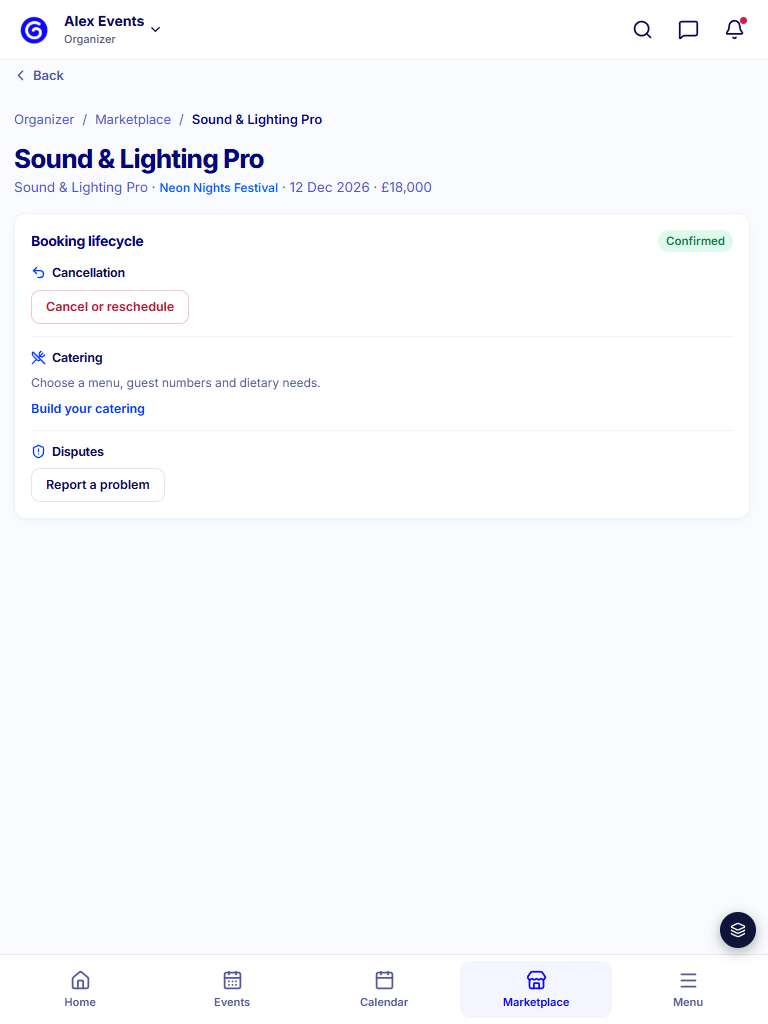 Alex Events
Organizer
Back
Organizer / Marketplace / Sound & Lighting Pro
Sound & Lighting Pro
Sound & Lighting Pro · Neon Nights Festival · 12 Dec 2026 · £18,000
Booking lifecycle
Confirmed
Cancellation
Cancel or reschedule
Catering
Choose a menu, guest numbers and dietary needs.
Build your catering
Disputes
Report a problem
Home
Events
Calendar
Marketplace
Menu